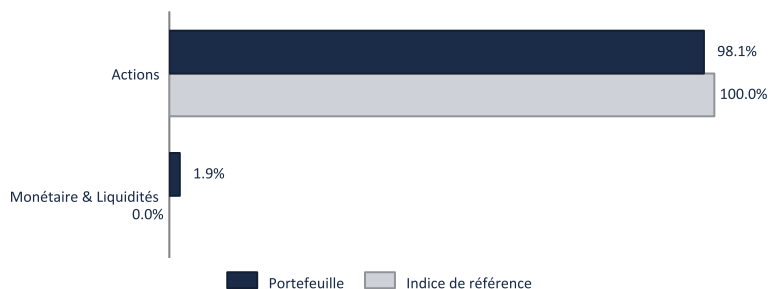 98.1%
Actions
100.0%
1.9%
Monétaire & Liquidités
0.0%
Portefeuille
Indice de référence